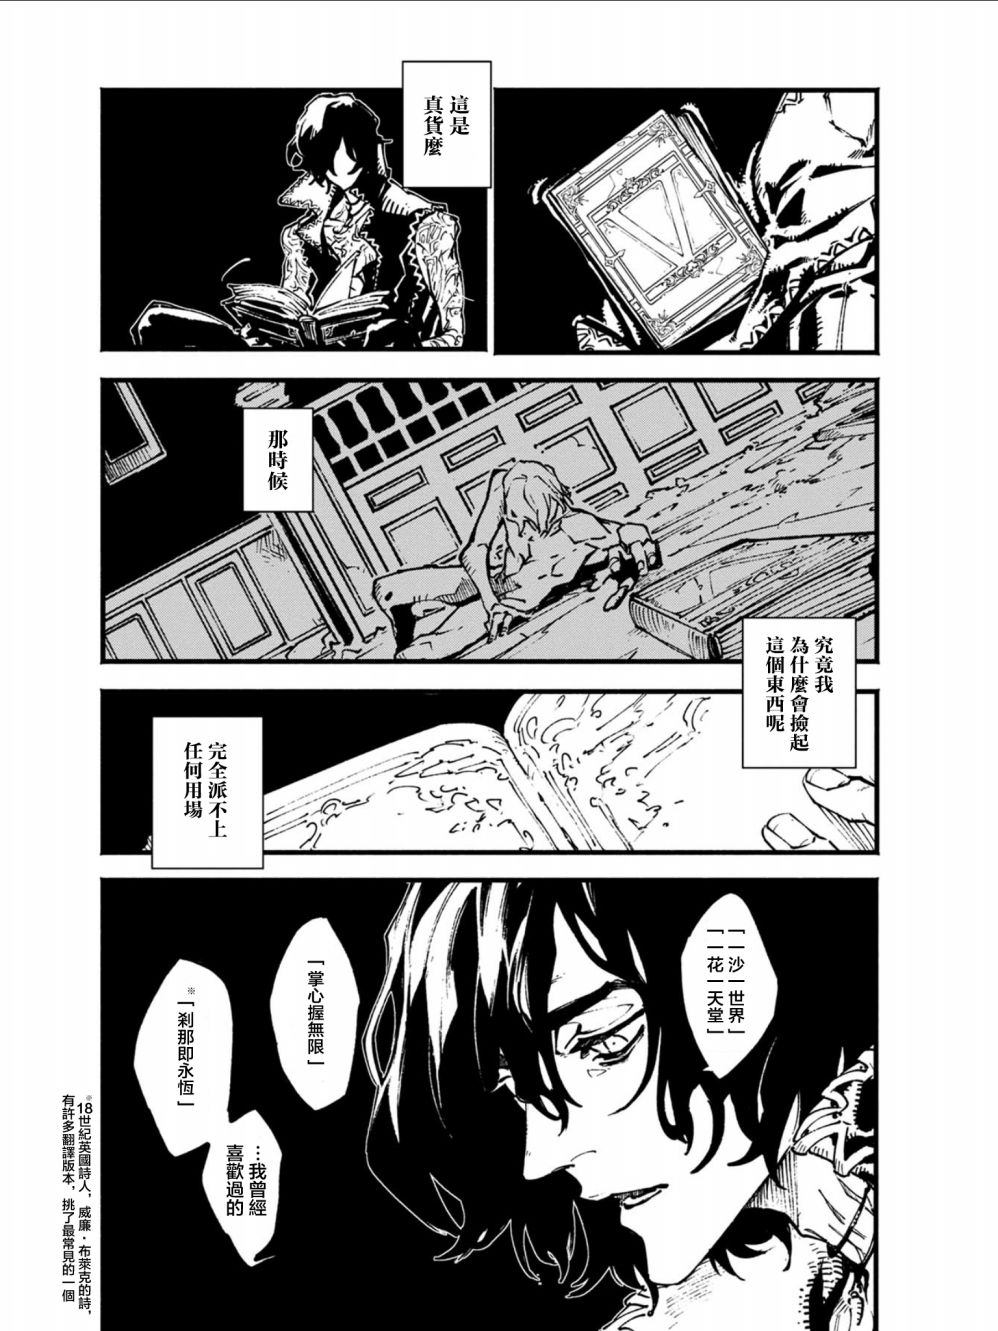 這是
真貨麼
那時候
究竟我
為什麼會撿起
這個東西呢
完全派不上
任何用場
「一沙一世界」
「一花一天堂」
「掌心握無限」
※「剎那即永恆」
…我曾經
喜歡過的
※18世紀英國詩人，威廉·布萊克的詩，
有許多翻譯版本，挑了最常見的一個
V